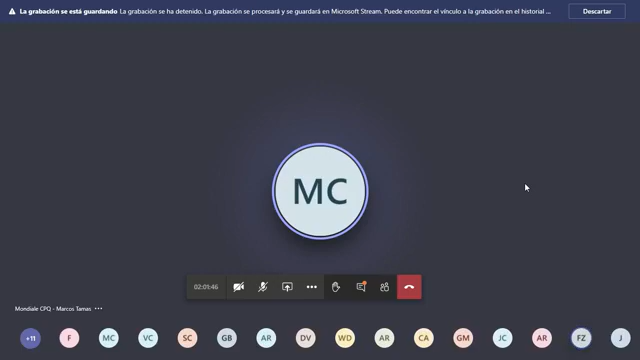 La grabación se está guardando La grabación se ha detenido. La grabación se procesará y se guardará en Microsoft Stream. Puede encontrar el vínculo a la grabación en el historial ... Descartar
MC
02:01:46
Mondiale CPQ - Marcos Tamas
+11 F MC VC SC GB AR DV WD AR CA GM JC AR FZ J